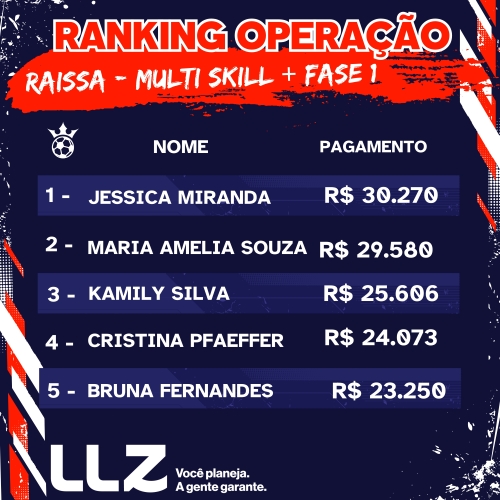 RANKING OPERAÇÃO
RAISSA - MULTI SKILL + FASE 1
NOME PAGAMENTO
1 - JESSICA MIRANDA R$ 30.270
2 - MARIA AMELIA SOUZA R$ 29.580
3 - KAMILY SILVA R$ 25.606
4 - CRISTINA PFAEFFER R$ 24.073
5 - BRUNA FERNANDES R$ 23.250
LLZ
Você planeja.
A gente garante.